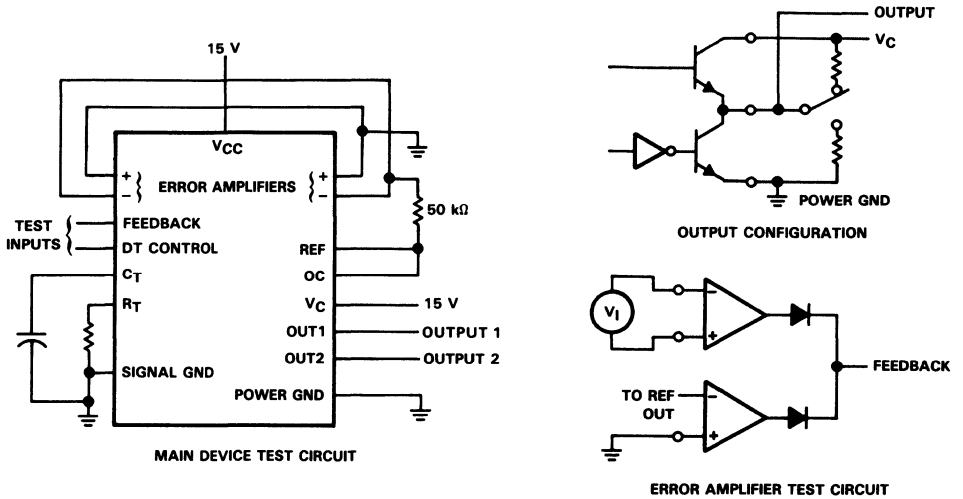 15 V
VCC
+
−
ERROR AMPLIFIERS
+
−
TEST
INPUTS
FEEDBACK
DT CONTROL
CT
RT
SIGNAL GND
50 kΩ
REF
OC
VC
15 V
OUT1
OUTPUT 1
OUT2
OUTPUT 2
POWER GND
MAIN DEVICE TEST CIRCUIT
OUTPUT
VC
POWER GND
OUTPUT CONFIGURATION
VI
−
+
FEEDBACK
TO REF
OUT
−
+
ERROR AMPLIFIER TEST CIRCUIT